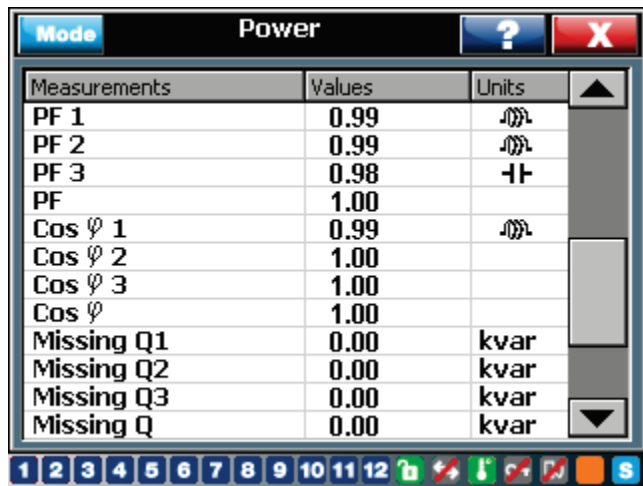 Mode Power ? X
Measurements Values Units
PF 1 0.99
PF 2 0.99
PF 3 0.98
PF 1.00
Cos φ 1 0.99
Cos φ 2 1.00
Cos φ 3 1.00
Cos φ 1.00
Missing Q1 0.00 kvar
Missing Q2 0.00 kvar
Missing Q3 0.00 kvar
Missing Q 0.00 kvar
1 2 3 4 5 6 7 8 9 10 11 12 S